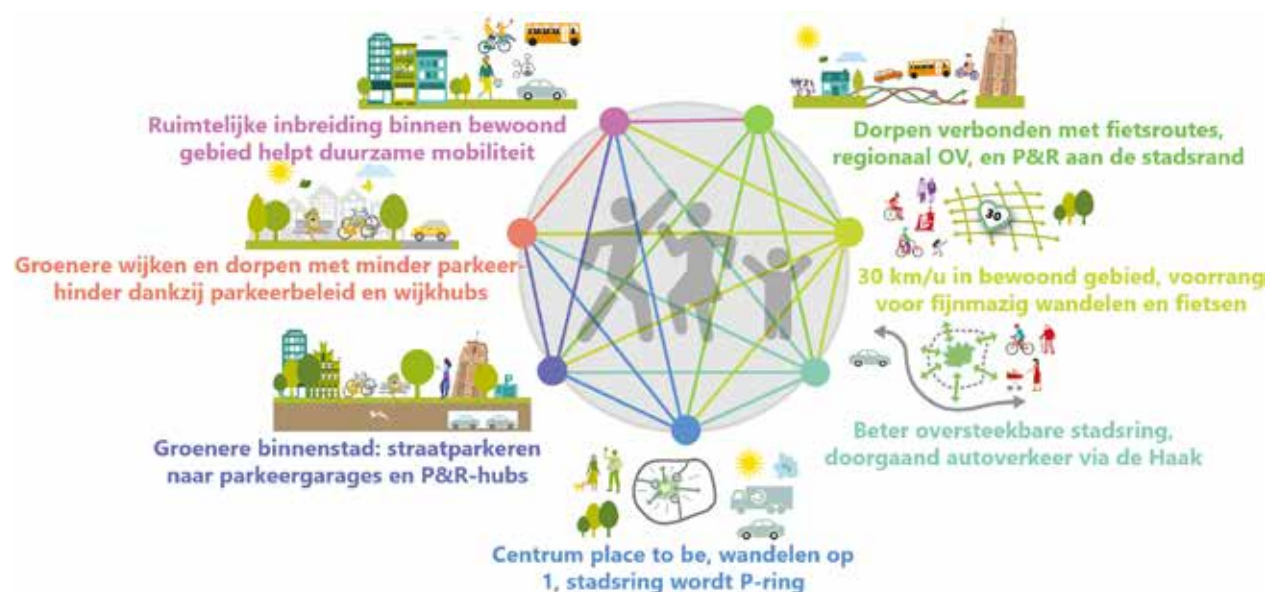 Ruimtelijke inbreiding binnen bewoond
gebied helpt duurzame mobiliteit
Dorpen verbonden met fietsroutes,
regionaal OV, en P&R aan de stadsrand
Groenere wijken en dorpen met minder parkeer-
hinder dankzij parkeerbeleid en wijkhubs
30
30 km/u in bewoond gebied, voorrang
voor fijnmazig wandelen en fietsen
P
Groenere binnenstad: straatparkeren
naar parkeergarages en P&R-hubs
Beter oversteekbare stadsring,
doorgaand autoverkeer via de Haak
Centrum place to be, wandelen op
1, stadsring wordt P-ring